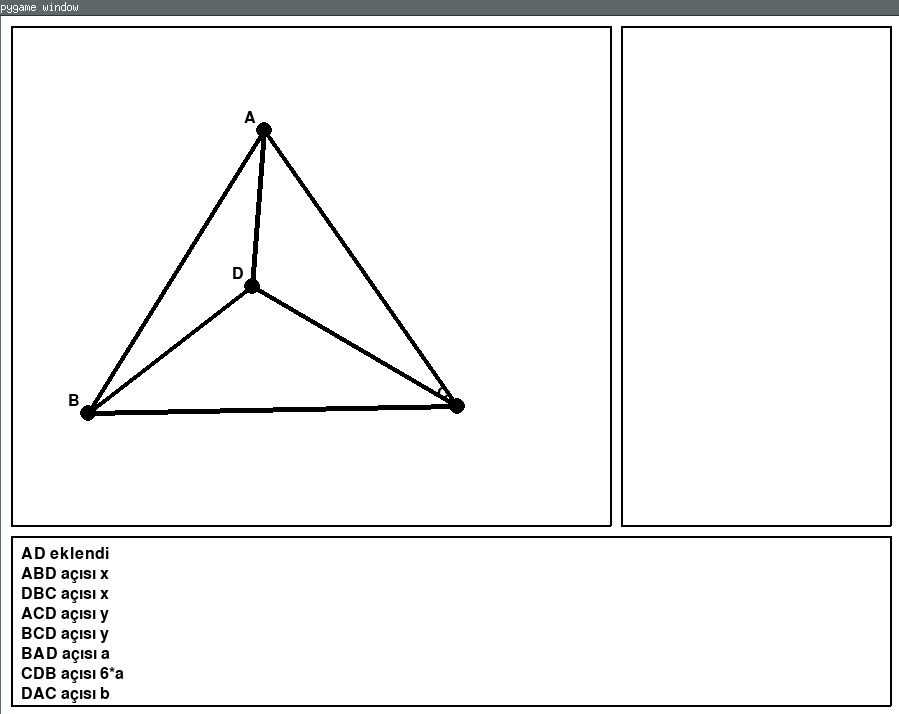 pygame window
A
D
C
B
AD eklendi
ABD açısı x
DBC açısı x
ACD açısı y
BCD açısı y
BAD açısı a
CDB açısı 6*a
DAC açısı b